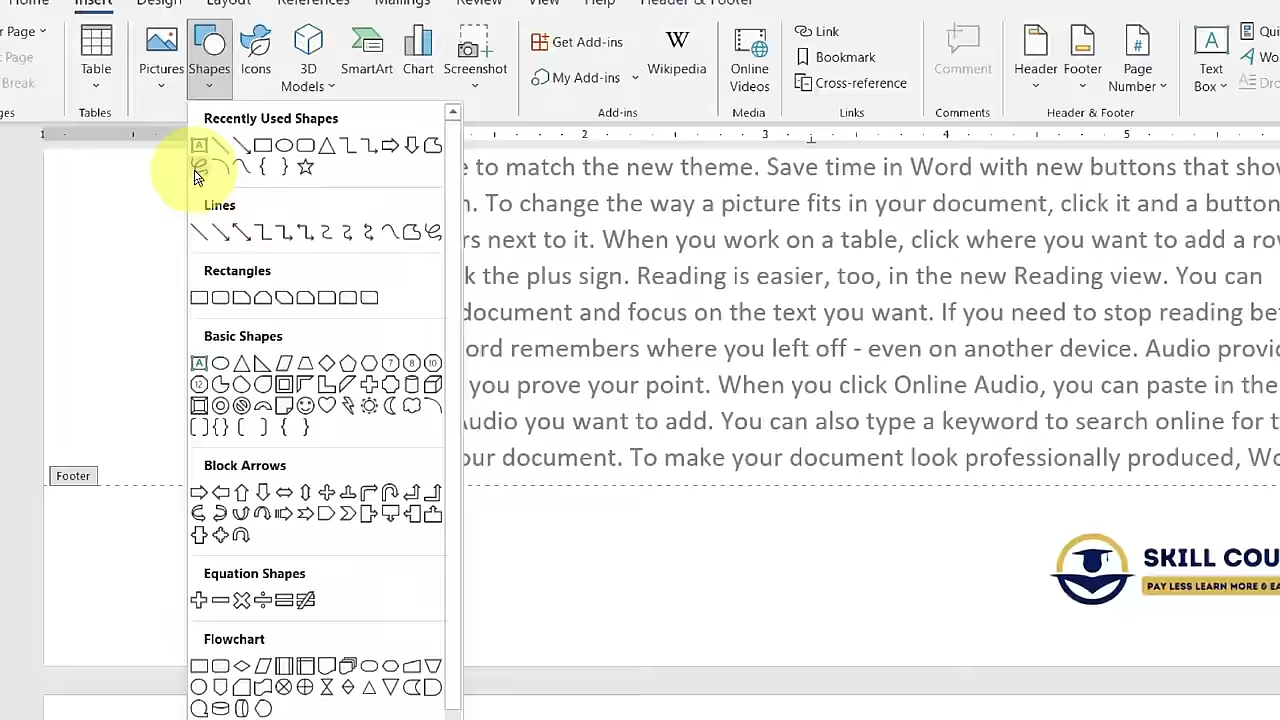 Home Insert Design Layout References Mailings Review View Help Header & Footer
Page
Page
Break
Table
Pictures
Shapes
Icons
3D
Models
SmartArt
Chart
Screenshot
Get Add-ins
My Add-ins
Wikipedia
Online
Videos
Link
Bookmark
Cross-reference
Comment
Header
Footer
Page
Number
Text
Box
Tables
Add-ins
Media
Links
Comments
Header & Footer
1 3 4 5
Recently Used Shapes
Lines
Rectangles
Basic Shapes
Block Arrows
Equation Shapes
Flowchart
to match the new theme. Save time in Word with new buttons that show
To change the way a picture fits in your document, click it and a button
next to it. When you work on a table, click where you want to add a row
the plus sign. Reading is easier, too, in the new Reading view. You can
document and focus on the text you want. If you need to stop reading
remembers where you left off - even on another device. Audio
you prove your point. When you click Online Audio, you can paste in the
Audio you want to add. You can also type a keyword to search online for
document. To make your document look professionally produced,
Footer
SKILL COU
PAY LESS LEARN MORE &